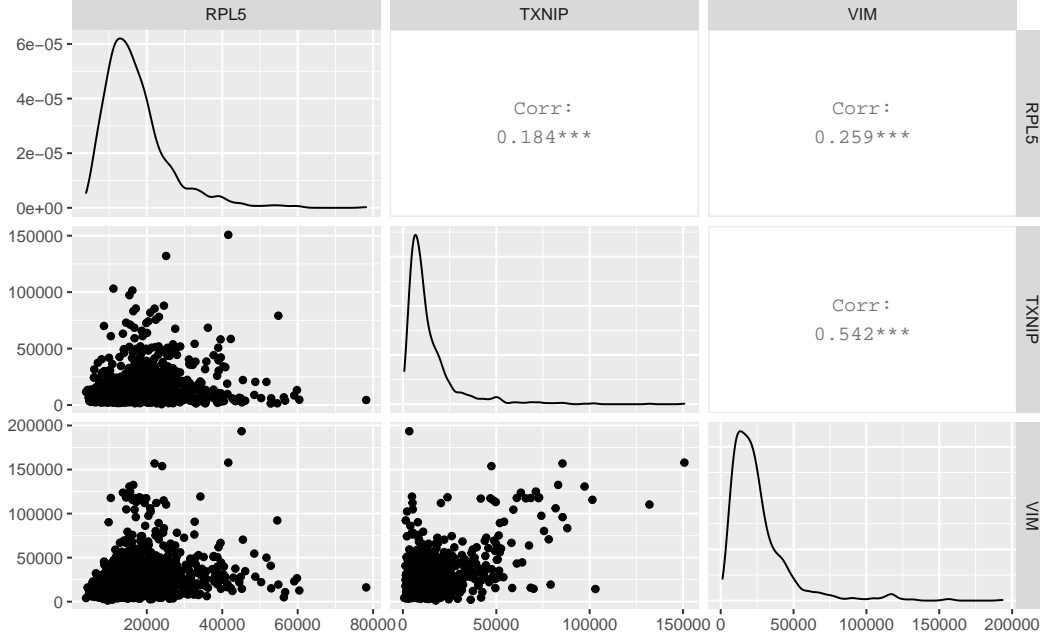 RPL5 TXNIP VIM
6e−05
4e−05
2e−05
0e+00
Corr:
0.184***
Corr:
0.259***
RPL5
150000
100000
50000
0
Corr:
0.542***
TXNIP
200000
150000
100000
50000
0
VIM
20000 40000 60000 80000
0 50000 100000 150000
0 50000 100000 150000 200000